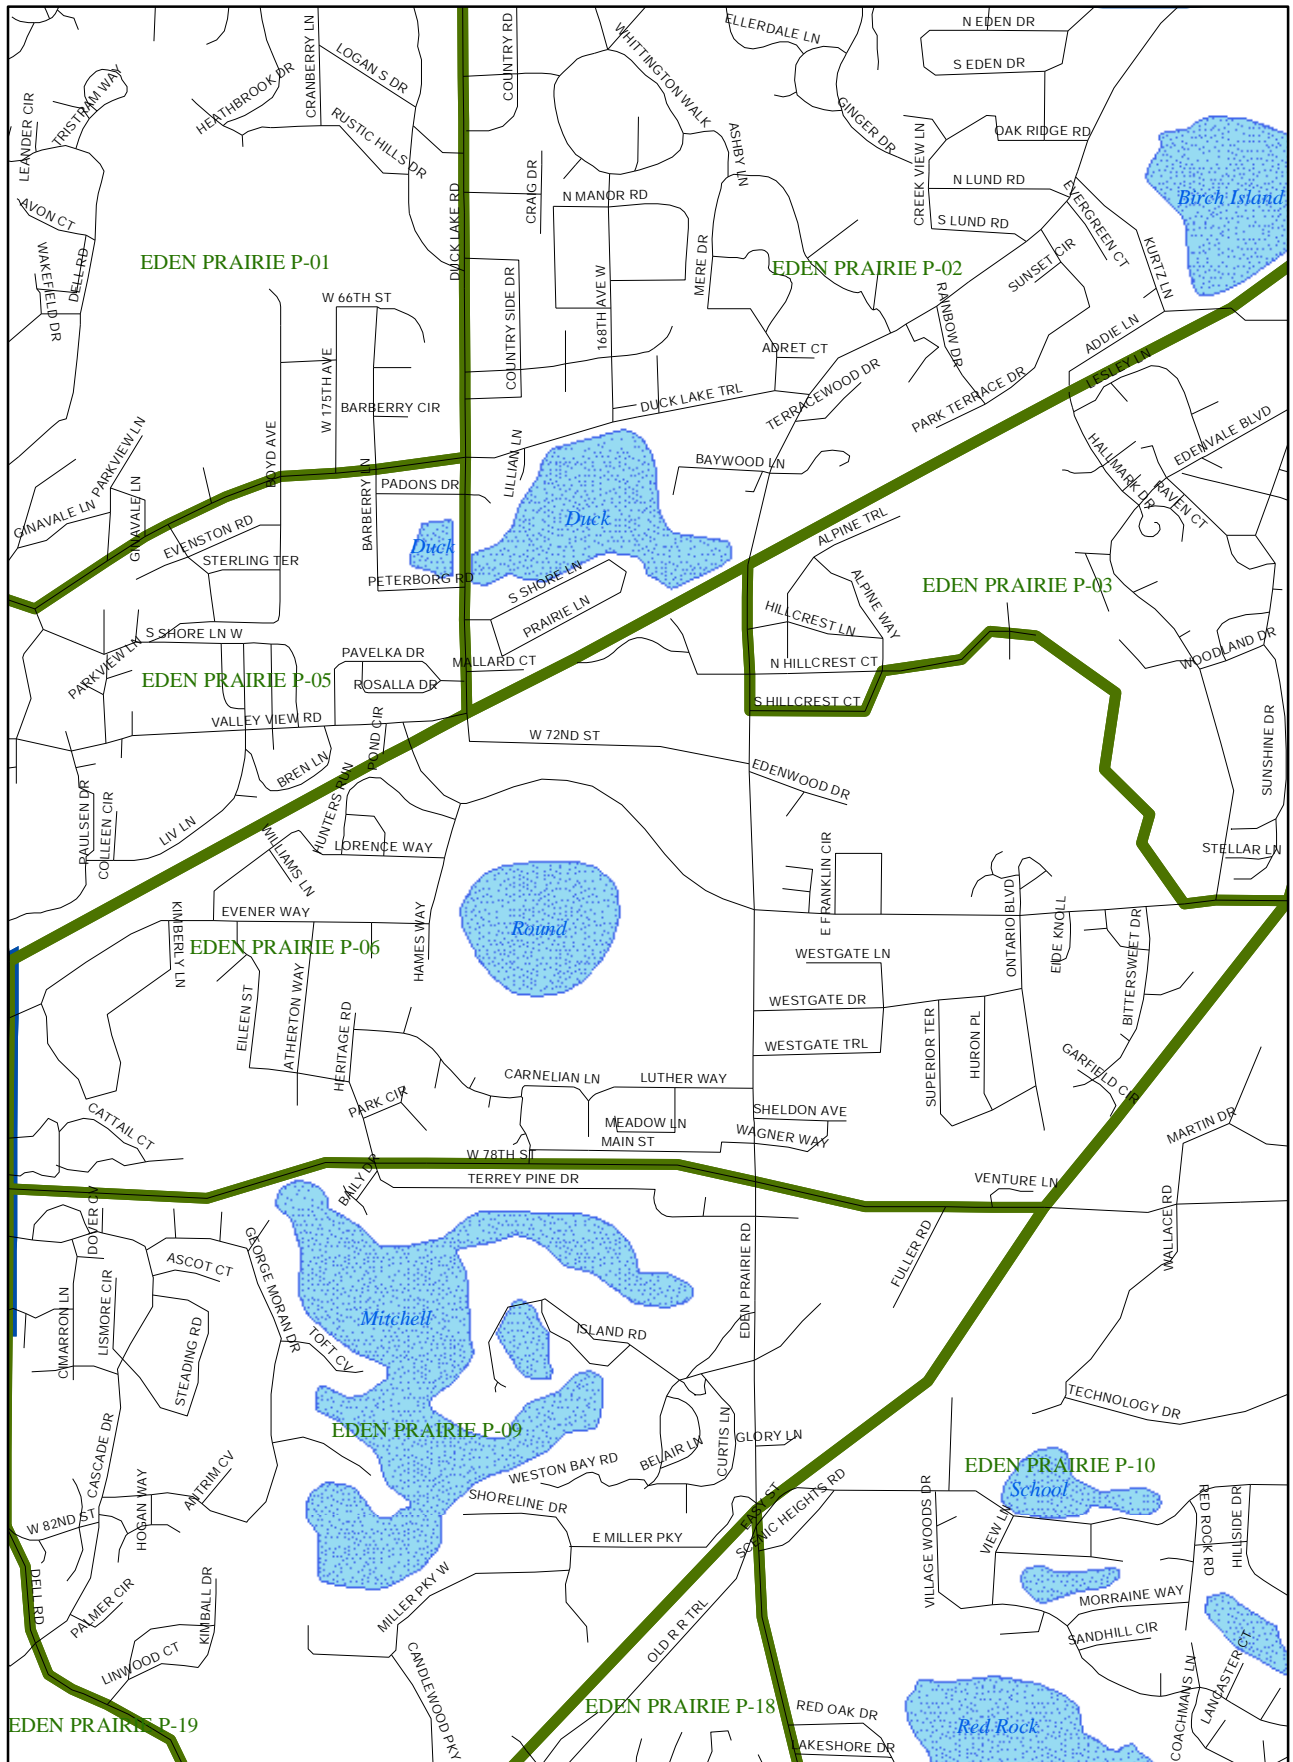 ELLERDALE LN
N EDEN DR
COUNTRY RD
CRANBERRY LN
LOGAN S DR
WHITTINGTON WALK
S EDEN DR
TRISTRAM WAY
HEATHBROOK DR
LEANDER CIR
RUSTIC HILLS DR
GINGER DR
OAK RIDGE RD
ASHBY LN
CREEK VIEW LN
CRAIG DR
N MANOR RD
N LUND RD
EVERGREEN CT
Birch Island
AVON CT
DUCK LAKE RD
S LUND RD
KURTZ LN
WAKEFIELD DR
DELL RD
EDEN PRAIRIE P-01
MERE DR
EDEN PRAIRIE P-02
SUNSET CIR
W 66TH ST
COUNTRY SIDE DR
168TH AVE W
RAINBOW DR
ADDIE LN
W 175TH AVE
ADRET CT
LESLEY LN
BARBERRY CIR
DUCK LAKE TRL
TERRACEWOOD DR
PARK TERRACE DR
PARKVIEW LN
BOYD AVE
LILLIAN LN
BAYWOOD LN
HALLMARK DR
EDENVALE BLVD
GINAVALE LN
GINAVALE LN
BARBERRY LN
PADONS DR
RAVEN CT
EVENSTON RD
Duck
Duck
ALPINE TRL
STERLING TER
PETERBORG RD
S SHORE LN
ALPINE WAY
EDEN PRAIRIE P-03
PRAIRIE LN
HILLCREST LN
S SHORE LN W
WOODLAND DR
PARKVIEW LN
PAVELKA DR
MALLARD CT
N HILLCREST CT
EDEN PRAIRIE P-05
ROSALLA DR
S HILLCREST CT
VALLEY VIEW RD
POND CIR
W 72ND ST
SUNSHINE DR
BREN LN
EDENWOOD DR
PAULSEN DR
COLLEEN CIR
LIV LN
HUNTERS RUN
WILLIAMS LN
LORENCE WAY
E FRANKLIN CIR
STELLAR LN
KIMBERLY LN
EVENER WAY
HAMES WAY
Round
ONTARIO BLVD
EIDE KNOLL
BITTERSWEET DR
EDEN PRAIRIE P-06
WESTGATE LN
EILEEN ST
ATHERTON WAY
HERITAGE RD
WESTGATE DR
SUPERIOR TER
HURON PL
WESTGATE TRL
GARFIELD CIR
CARNELIAN LN
LUTHER WAY
PARK CIR
CATTAIL CT
MEADOW LN
SHELDON AVE
MARTIN DR
MAIN ST
WAGNER WAY
W 78TH ST
BAILY DR
TERREY PINE DR
VENTURE LN
DOVER CV
WALLACE RD
GEORGE MORAN DR
EDEN PRAIRIE RD
FULLER RD
ASCOT CT
CIMARRON LN
LISMORE CIR
STEADING RD
Mitchell
TOFT CV
ISLAND RD
TECHNOLOGY DR
CASCADE DR
EDEN PRAIRIE P-09
CURTIS LN
GLORY LN
BELAIR LN
WESTON BAY RD
EDEN PRAIRIE P-10
ANTRIM CV
HOGAN WAY
W 82ND ST
SHORELINE DR
EASY ST
SCENIC HEIGHTS RD
School
VILLAGE WOODS DR
VIEW LN
RED ROCK RD
HILLSIDE DR
E MILLER PKY
DELL RD
PALMER CIR
KIMBALL DR
MILLER PKY W
OLD R R TRL
MORRAINE WAY
SANDHILL CIR
LINWOOD CT
CANDLEWOOD PKY
COACHMANS LN
LANCASTER CT
EDEN PRAIRIE P-19
EDEN PRAIRIE P-18
RED OAK DR
Red Rock
LAKESHORE DR